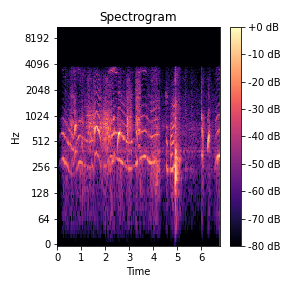 Spectrogram
8192
4096
2048
1024
512
256
128
64
0
Hz
0 1 2 3 4 5 6
Time
+0 dB
-10 dB
-20 dB
-30 dB
-40 dB
-50 dB
-60 dB
-70 dB
-80 dB